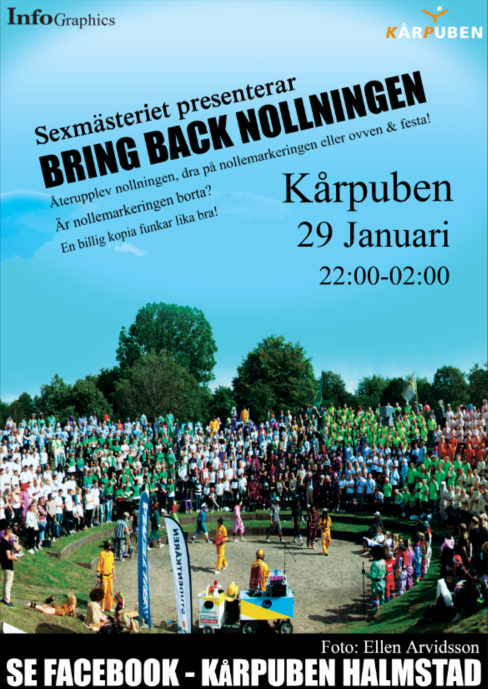 InfoGraphics
KÅRPUBEN
Sexmästeriet presenterar
BRING BACK NOLLNINGEN
Återupplev nollningen, dra på nollemarkeringen eller ovven & festa!
Är nollemarkeringen borta?
En billig kopia funkar lika bra!
Kårpuben
29 Januari
22:00-02:00
STUDENTKÅREN
Foto: Ellen Arvidsson
SE FACEBOOK - KÅRPUBEN HALMSTAD